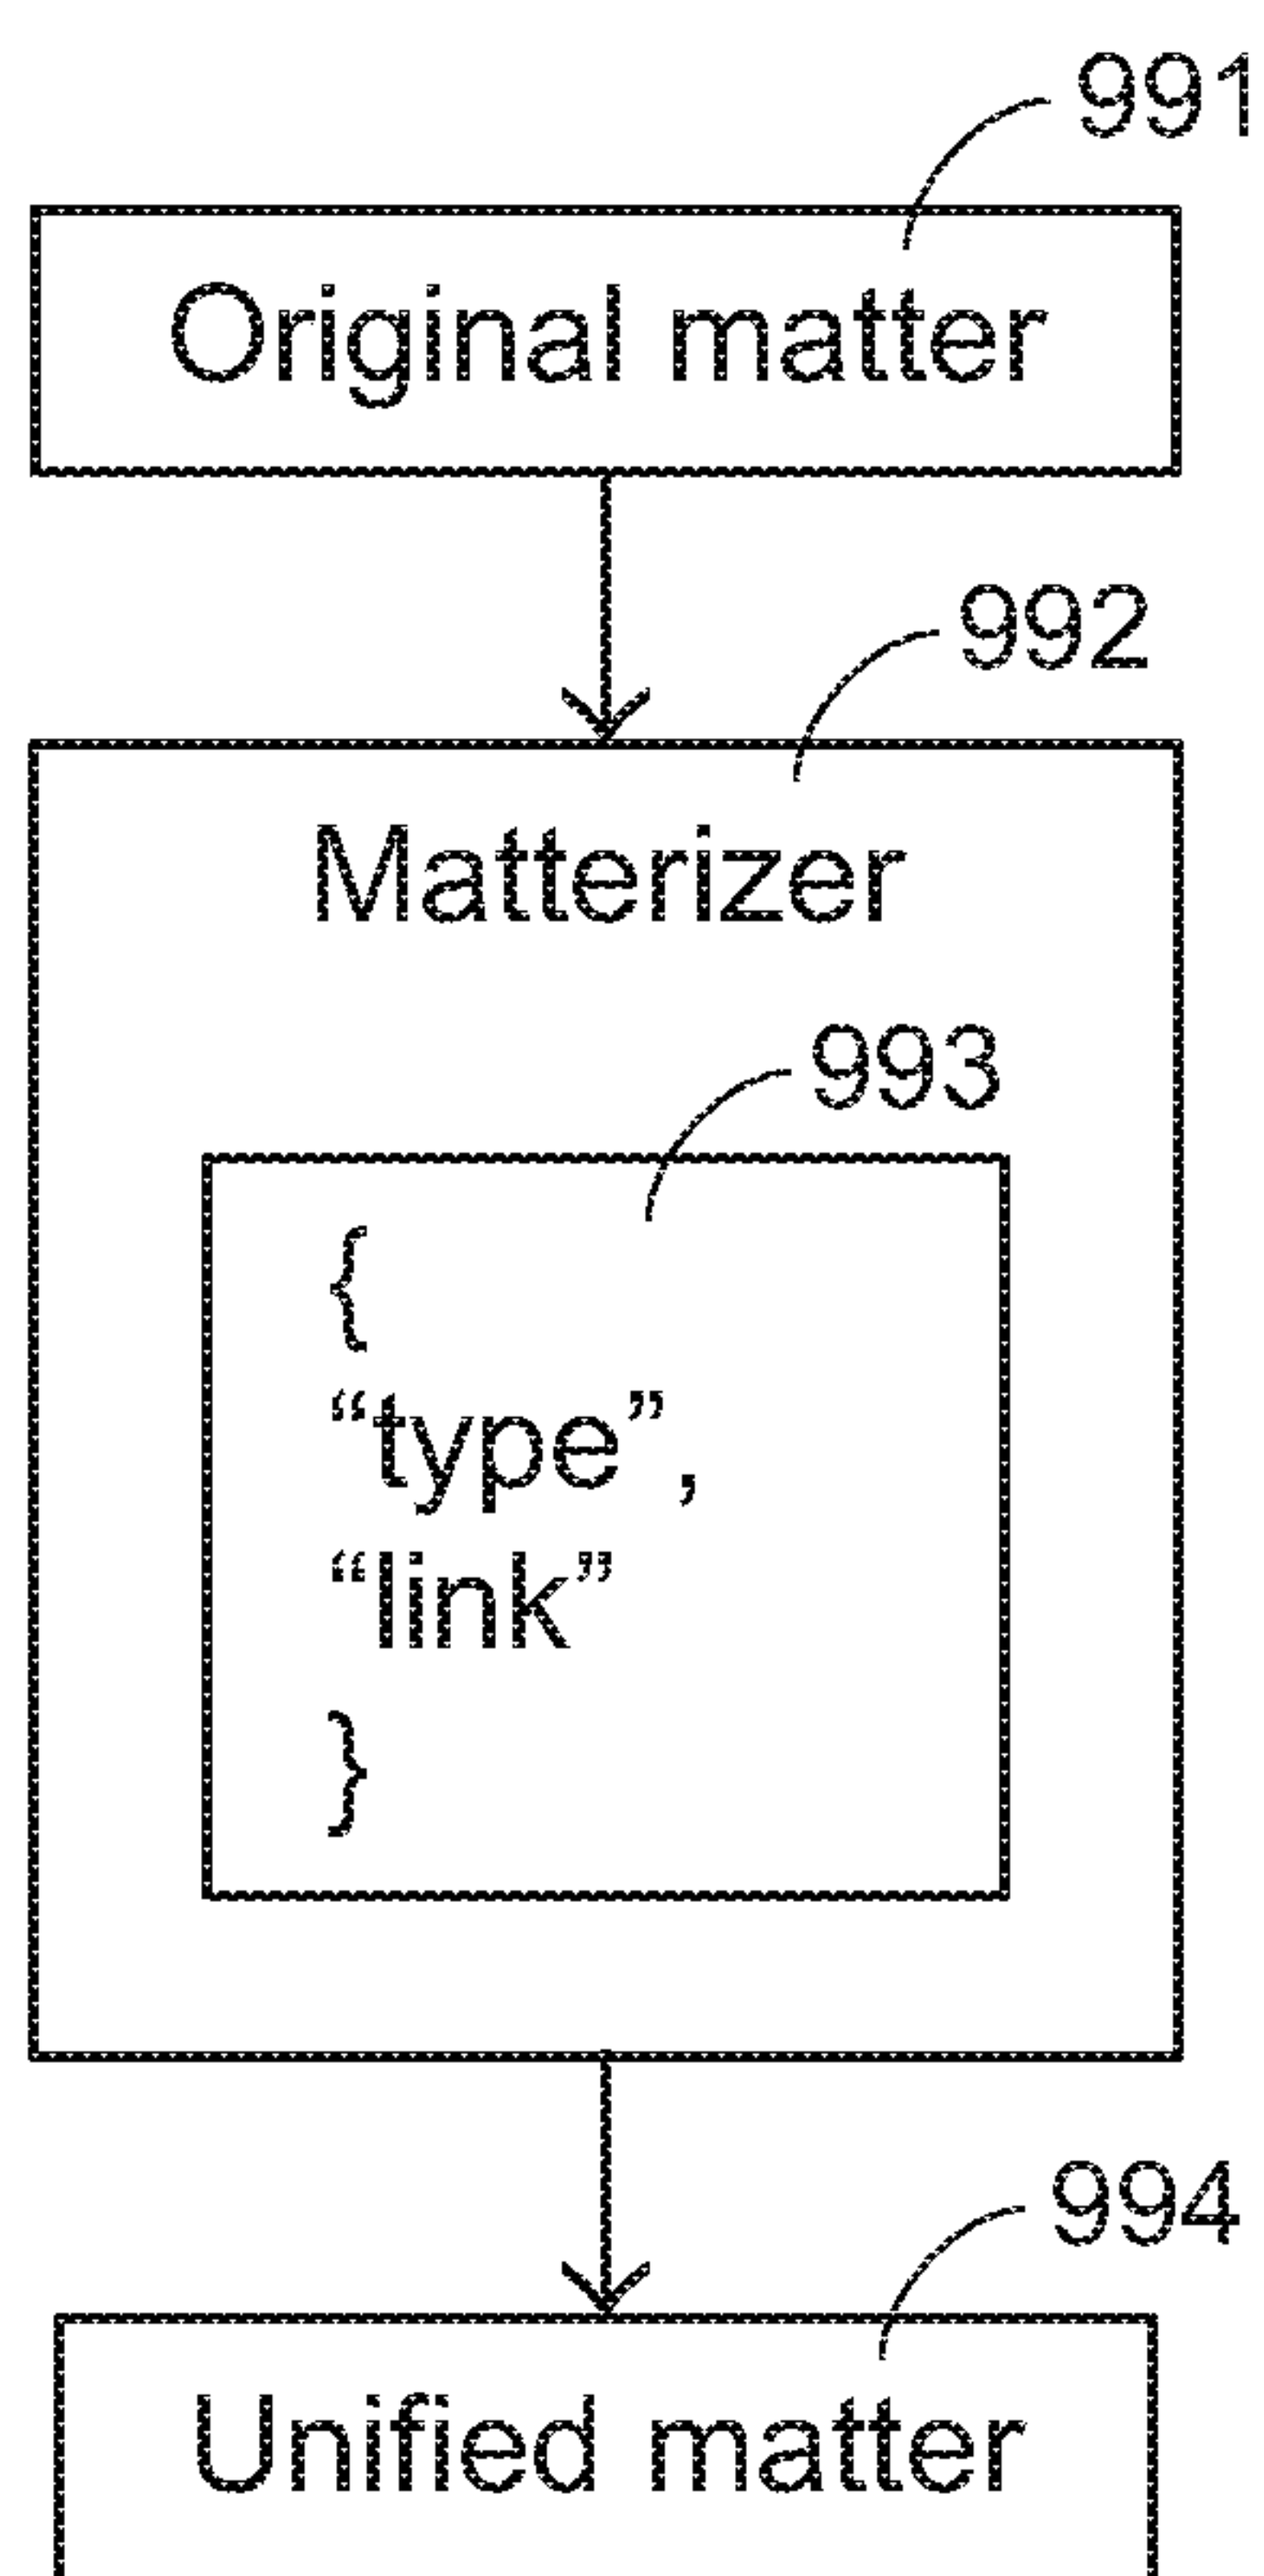 991
Original matter
992
Matterizer
993
{
“type”,
“link”
}
994
Unified matter